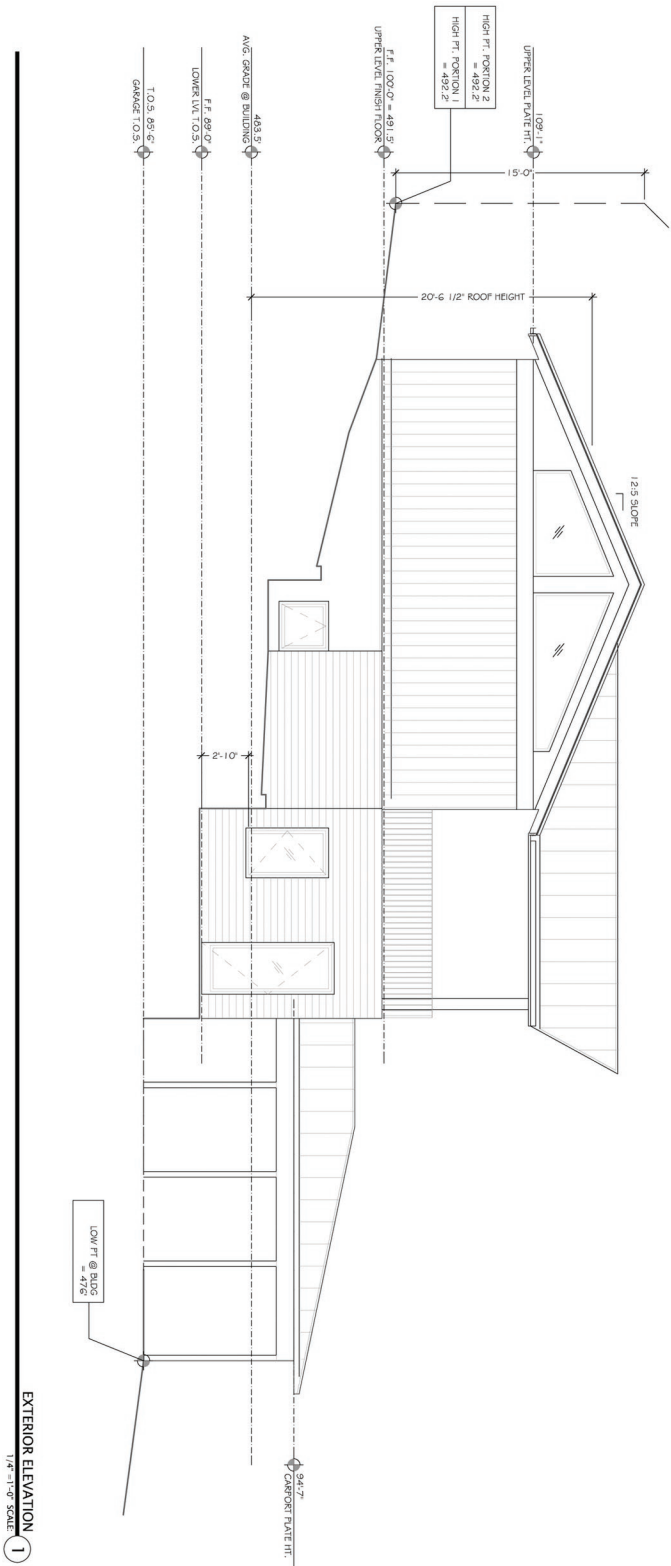 HIGH PT. PORTION 2
= 492.2'
HIGH PT. PORTION 1
= 492.2'
109'-1"
UPPER LEVEL PLATE HT.
F.F. 100'-0" = 491.5'
UPPER LEVEL FINISH FLOOR
483.5'
AVG. GRADE @ BUILDING
F.F. 89'-0"
LOWER LVL T.O.S.
T.O.S. 85'-6"
GARAGE T.O.S.
15'-0"
20'-6 1/2" ROOF HEIGHT
12:5 SLOPE
2'-10"
LOW PT @ BLDG
= 476'
94'-7"
CARPORT PLATE HT.
EXTERIOR ELEVATION
1/4" = 1'-0" SCALE:
1